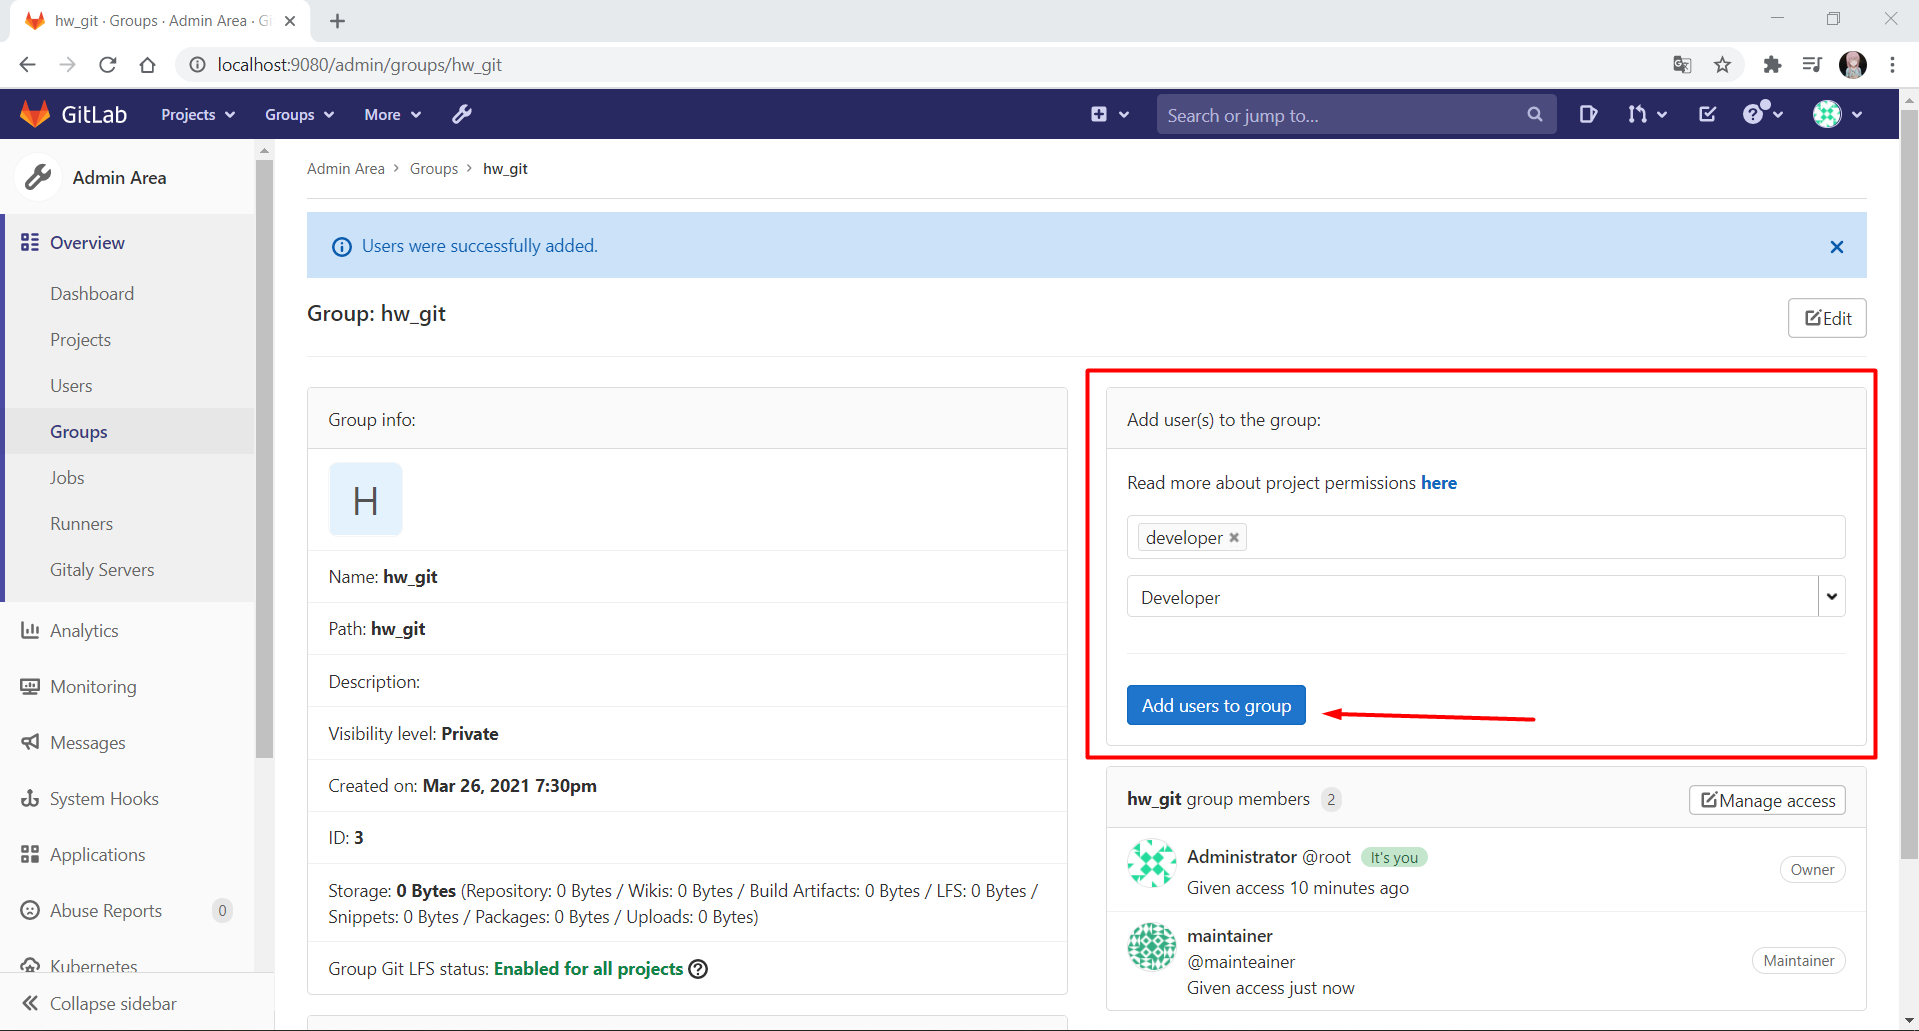 hw_git · Groups · Admin Area · Gi
localhost:9080/admin/groups/hw_git
GitLab
Projects
Groups
More
Search or jump to...
Admin Area
Overview
Dashboard
Projects
Users
Groups
Jobs
Runners
Gitaly Servers
Analytics
Monitoring
Messages
System Hooks
Applications
Abuse Reports 0
Kubernetes
Collapse sidebar
Admin Area > Groups > hw_git
Users were successfully added.
Group: hw_git
Edit
Group info:
H
Name: hw_git
Path: hw_git
Description:
Visibility level: Private
Created on: Mar 26, 2021 7:30pm
ID: 3
Storage: 0 Bytes (Repository: 0 Bytes / Wikis: 0 Bytes / Build Artifacts: 0 Bytes / LFS: 0 Bytes /
Snippets: 0 Bytes / Packages: 0 Bytes / Uploads: 0 Bytes)
Group Git LFS status: Enabled for all projects
Add user(s) to the group:
Read more about project permissions here
developer
Developer
Add users to group
hw_git group members 2
Manage access
Administrator @root It's you
Given access 10 minutes ago
Owner
maintainer
@mainteainer
Given access just now
Maintainer